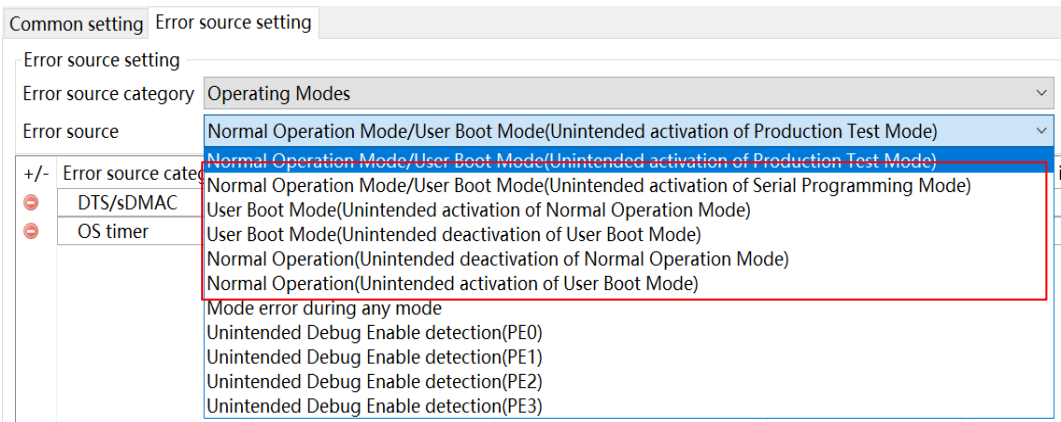 Common setting Error source setting
Error source setting
Error source category Operating Modes
Error source Normal Operation Mode/User Boot Mode(Unintended activation of Production Test Mode)
Normal Operation Mode/User Boot Mode(Unintended activation of Production Test Mode)
+/- Error source categ
Normal Operation Mode/User Boot Mode(Unintended activation of Serial Programming Mode)
DTS/sDMAC
User Boot Mode(Unintended activation of Normal Operation Mode)
OS timer
User Boot Mode(Unintended deactivation of User Boot Mode)
Normal Operation(Unintended deactivation of Normal Operation Mode)
Normal Operation(Unintended activation of User Boot Mode)
Mode error during any mode
Unintended Debug Enable detection(PE0)
Unintended Debug Enable detection(PE1)
Unintended Debug Enable detection(PE2)
Unintended Debug Enable detection(PE3)